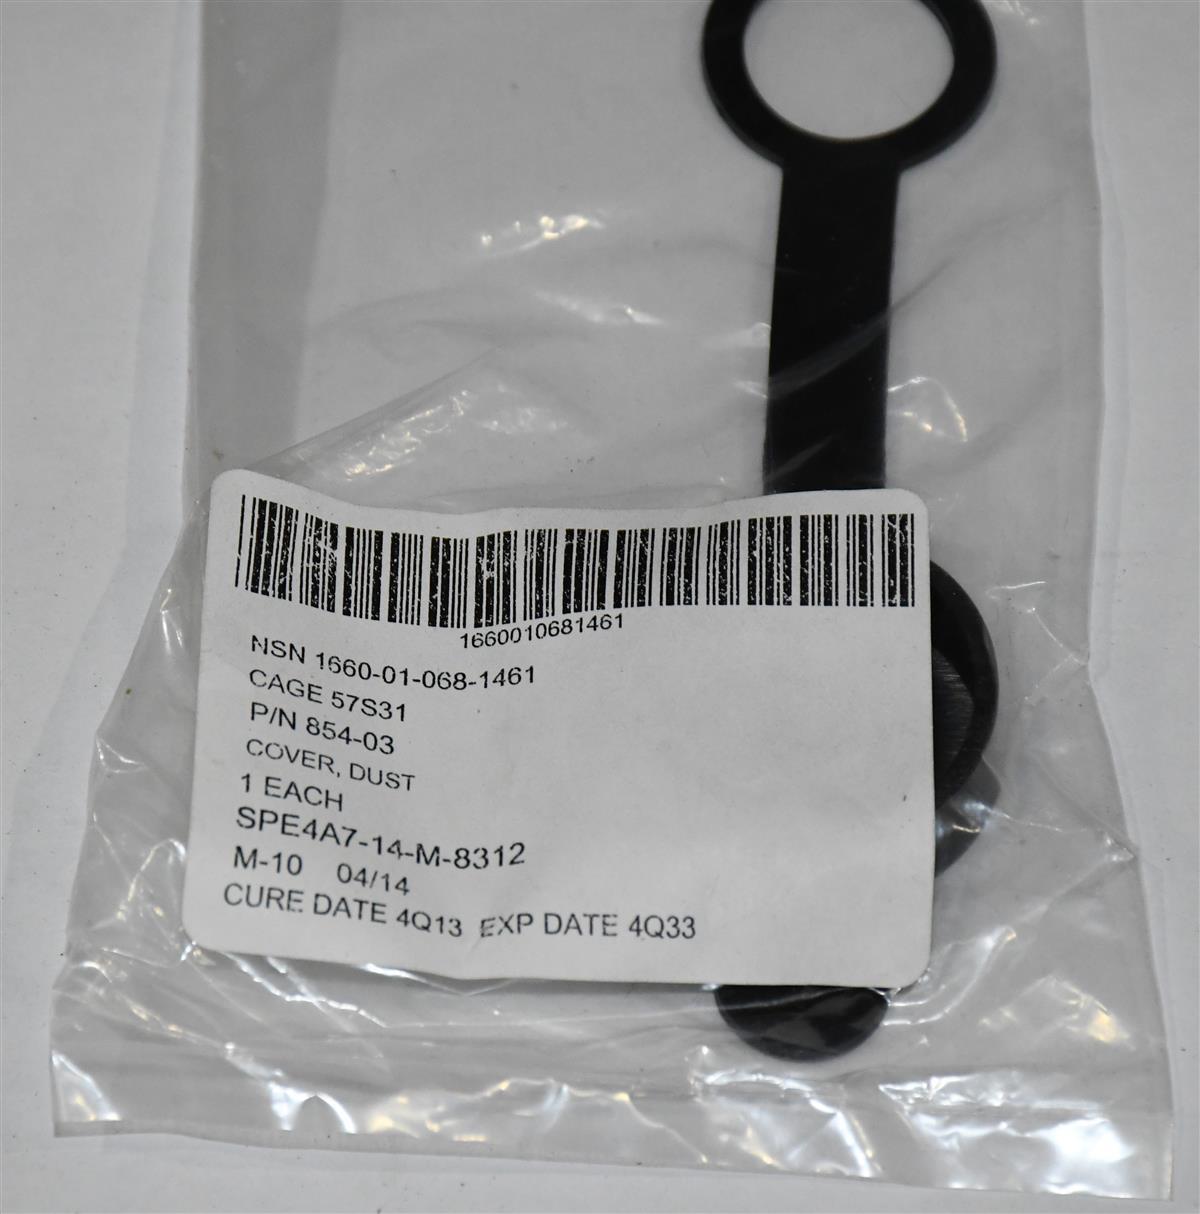 1660010681461
NSN 1660-01-068-1461
CAGE 57S31
P/N 854-03
COVER, DUST
1 EACH
SPE4A7-14-M-8312
M-10 04/14
CURE DATE 4Q13 EXP DATE 4Q33